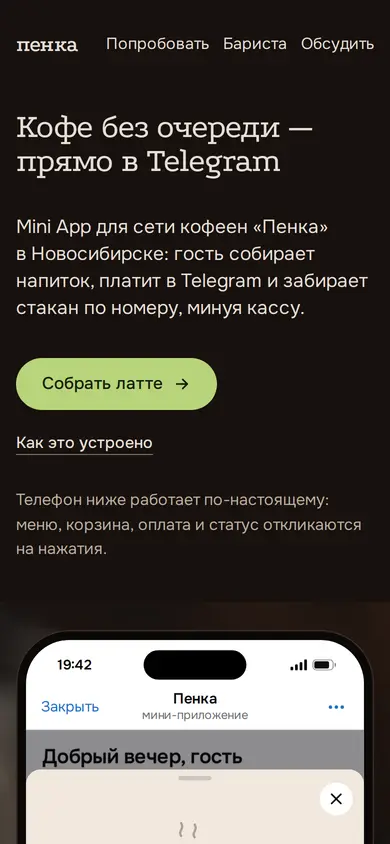 пенка Попробовать Бариста Обсудить
Кофе без очереди —
прямо в Telegram
Mini App для сети кофеен «Пенка»
в Новосибирске: гость собирает
напиток, платит в Telegram и забирает
стакан по номеру, минуя кассу.
Собрать латте →
Как это устроено
Телефон ниже работает по-настоящему:
меню, корзина, оплата и статус откликаются
на нажатия.
19:42
Закрыть Пенка
мини-приложение
Добрый вечер, гость